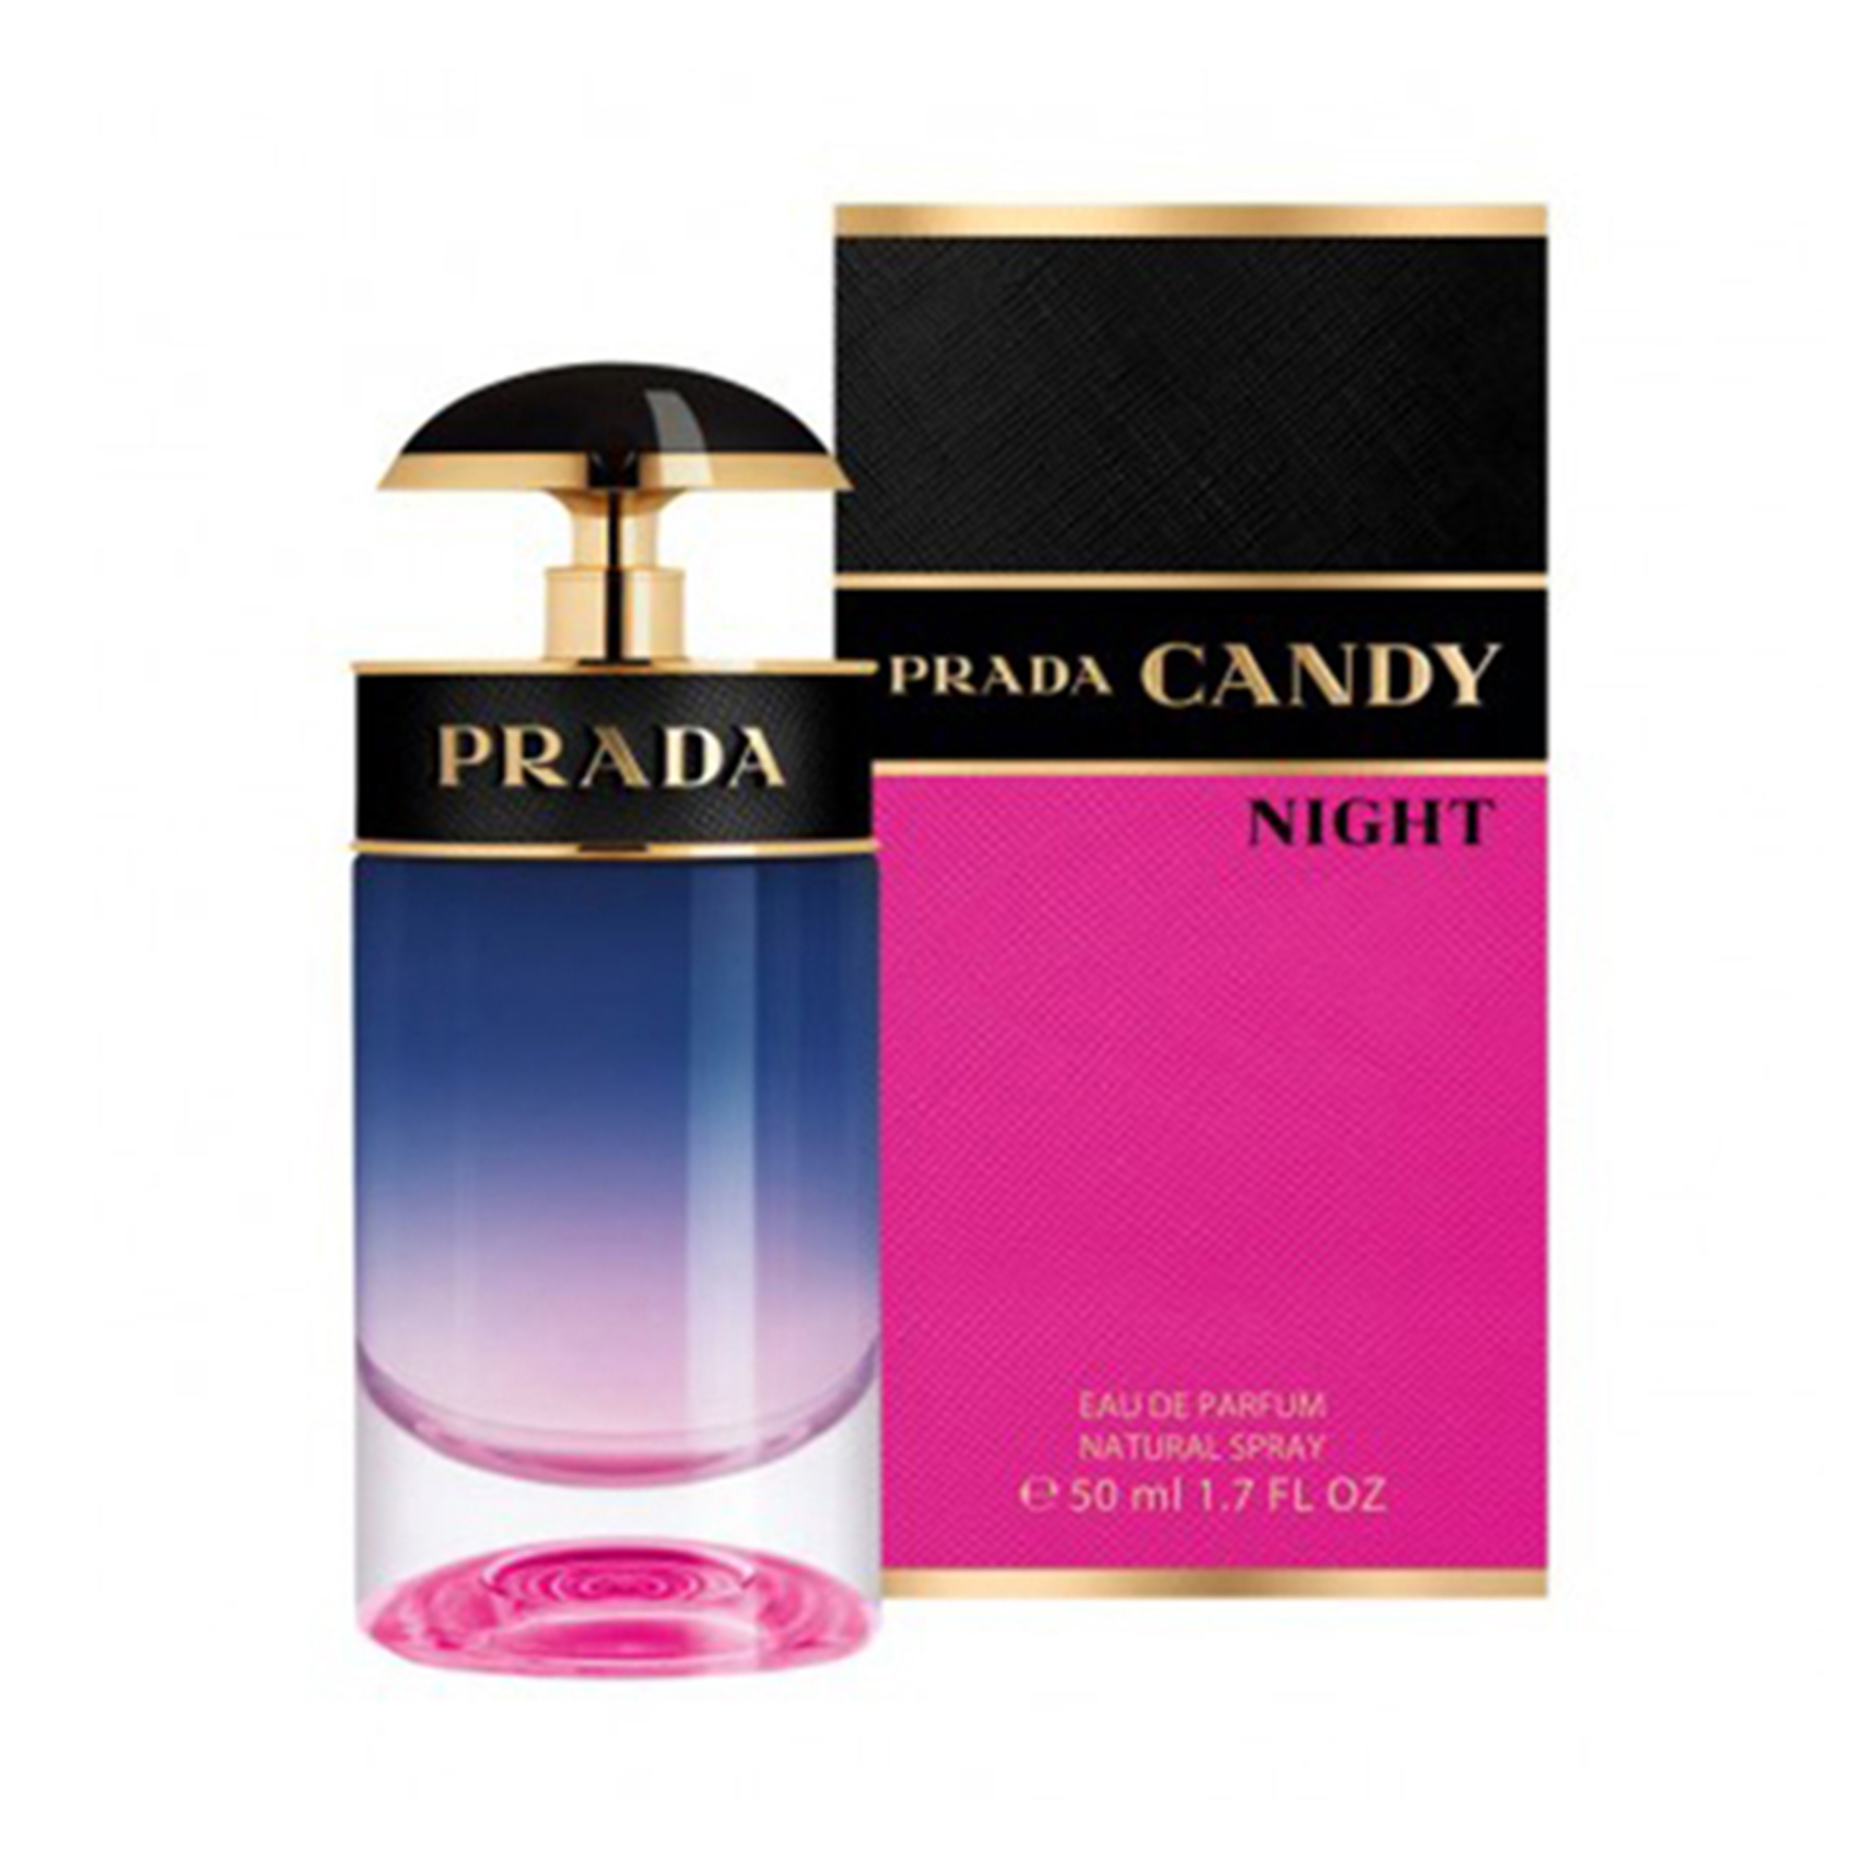 PRADA CANDY
NIGHT
PRADA
EAU DE PARFUM
NATURAL SPRAY
℮ 50 ml 1.7 FL OZ